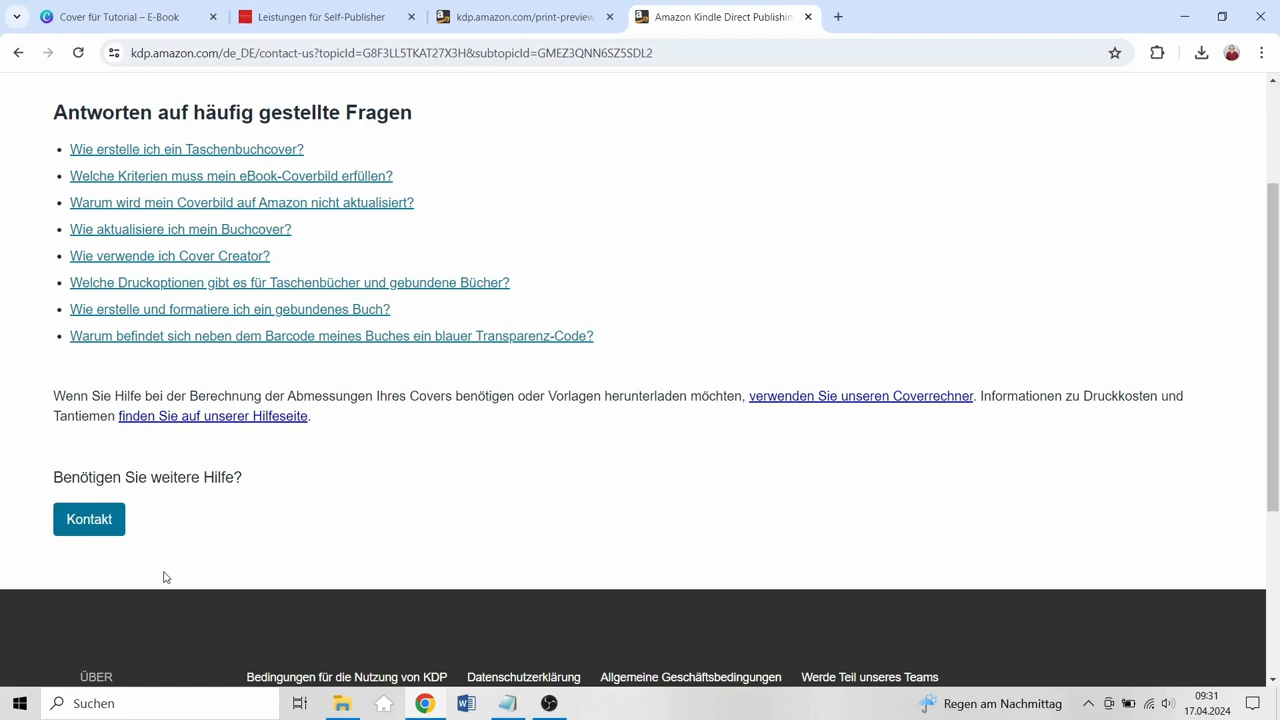 Cover für Tutorial – E-Book
Leistungen für Self-Publisher
kdp.amazon.com/print-preview
Amazon Kindle Direct Publishin
kdp.amazon.com/de_DE/contact-us?topicId=G8F3LL5TKAT27X3H&subtopicId=GMEZ3QNN6SZ5SDL2
Antworten auf häufig gestellte Fragen
Wie erstelle ich ein Taschenbuchcover?
Welche Kriterien muss mein eBook-Coverbild erfüllen?
Warum wird mein Coverbild auf Amazon nicht aktualisiert?
Wie aktualisiere ich mein Buchcover?
Wie verwende ich Cover Creator?
Welche Druckoptionen gibt es für Taschenbücher und gebundene Bücher?
Wie erstelle und formatiere ich ein gebundenes Buch?
Warum befindet sich neben dem Barcode meines Buches ein blauer Transparenz-Code?
Wenn Sie Hilfe bei der Berechnung der Abmessungen Ihres Covers benötigen oder Vorlagen herunterladen möchten, verwenden Sie unseren Coverrechner. Informationen zu Druckkosten und
Tantiemen finden Sie auf unserer Hilfeseite.
Benötigen Sie weitere Hilfe?
Kontakt
ÜBER
Bedingungen für die Nutzung von KDP
Datenschutzerklärung
Allgemeine Geschäftsbedingungen
Werde Teil unseres Teams
Suchen
Regen am Nachmittag
09:31
17.04.2024